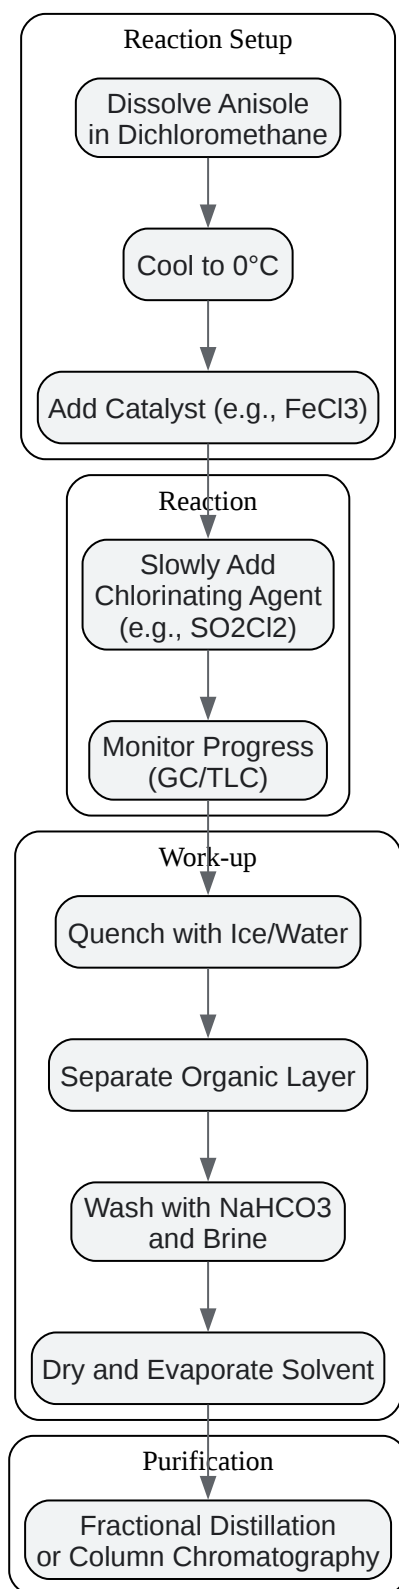 Reaction Setup
Dissolve Anisole
in Dichloromethane
Cool to 0°C
Add Catalyst (e.g., FeCl3)
Reaction
Slowly Add
Chlorinating Agent
(e.g., SO2Cl2)
Monitor Progress
(GC/TLC)
Work-up
Quench with Ice/Water
Separate Organic Layer
Wash with NaHCO3
and Brine
Dry and Evaporate Solvent
Purification
Fractional Distillation
or Column Chromatography